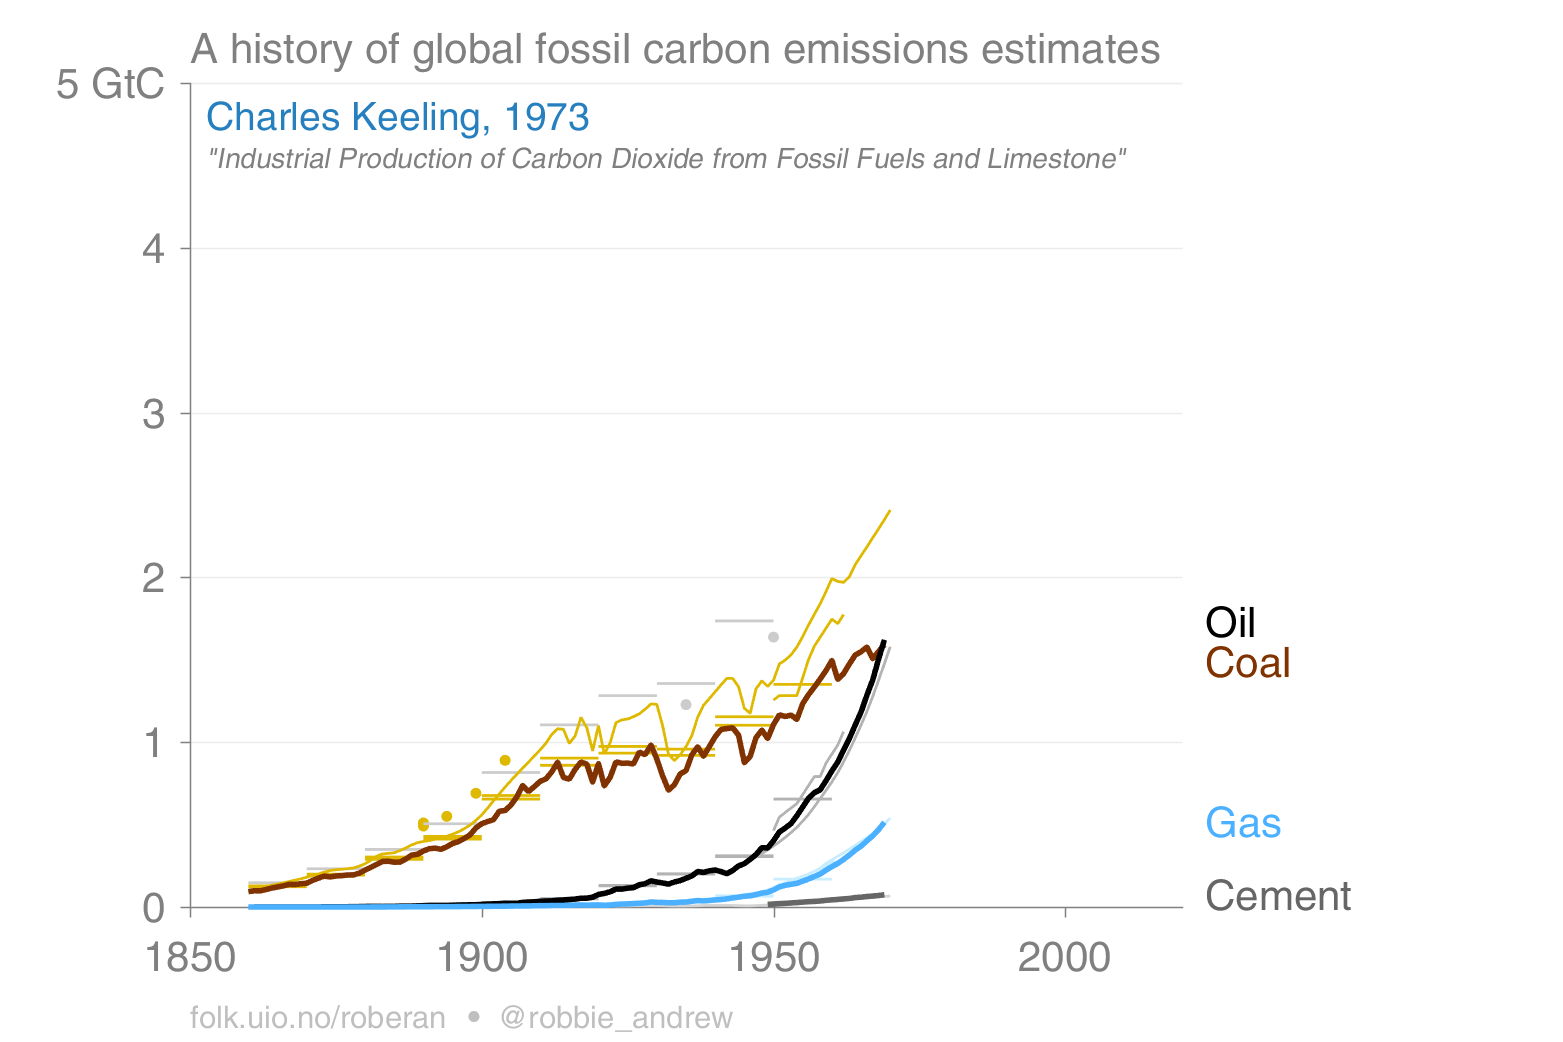 A history of global fossil carbon emissions estimates
5 GtC
Charles Keeling, 1973
"Industrial Production of Carbon Dioxide from Fossil Fuels and Limestone"
4
3
2
Oil
Coal
1
Gas
Cement
0
1850 1900 1950 2000
folk.uio.no/roberan • @robbie_andrew